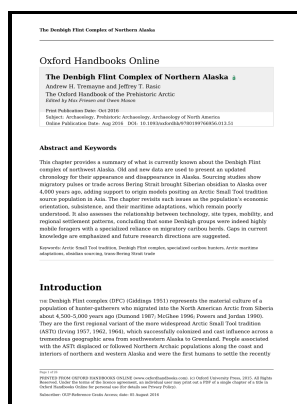 The Denbigh Flint Complex of Northern Alaska
Oxford Handbooks Online
The Denbigh Flint Complex of Northern Alaska
Andrew H. Tremayne and Jeffrey T. Rasic
The Oxford Handbook of the Prehistoric Arctic
Edited by Max Friesen and Owen Mason
Print Publication Date: Oct 2016
Subject: Archaeology, Prehistoric Archaeology, Archaeology of North America
Online Publication Date: Aug 2016 DOI: 10.1093/oxfordhb/9780199766956.013.51
Abstract and Keywords
This chapter provides a summary of what is currently known about the Denbigh Flint
complex of northwest Alaska. Old and new data are used to present an updated
chronology for their appearance and disappearance in Alaska. Sourcing studies show
migratory pulses or trade across Bering Strait brought Siberian obsidian to Alaska over
4,000 years ago, adding support to origin models positing an Arctic Small Tool tradition
source population in Asia. The chapter revisits such issues as the population's economic
orientation, subsistence, and their maritime adaptations, which remain poorly
understood. It also assesses the relationship between technology, site types, mobility, and
regional settlement patterns, concluding that some Denbigh groups were indeed highly
mobile foragers with a specialized reliance on migratory caribou herds. Gaps in current
knowledge are emphasized and future research directions are suggested.
Keywords: Arctic Small Tool tradition, Denbigh Flint complex, specialized caribou hunters, Arctic maritime
adaptations, obsidian sourcing, trans-Bering Strait trade
Introduction
THE Denbigh Flint complex (DFC) (Giddings 1951) represents the material culture of a
population of hunter-gatherers who migrated into the North American Arctic from Siberia
about 4,500–5,000 years ago (Dumond 1987; McGhee 1996; Powers and Jordan 1990).
They are the first regional variant of the more widespread Arctic Small Tool tradition
(ASTt) (Irving 1957, 1962, 1964), which successfully colonized and cast influence across a
tremendous geographic area from southwestern Alaska to Greenland. People associated
with the ASTt displaced or followed Northern Archaic populations along the coast and
interiors of northern and western Alaska and were the first humans to settle the recently
PRINTED FROM OXFORD HANDBOOKS ONLINE (www.oxfordhandbooks.com). (c) Oxford University Press, 2015. All Rights
Reserved. Under the terms of the licence agreement, an individual user may print out a PDF of a single chapter of a title in
Oxford Handbooks Online for personal use (for details see Privacy Policy).
Subscriber: OUP-Reference Gratis Access; date: 05 August 2016